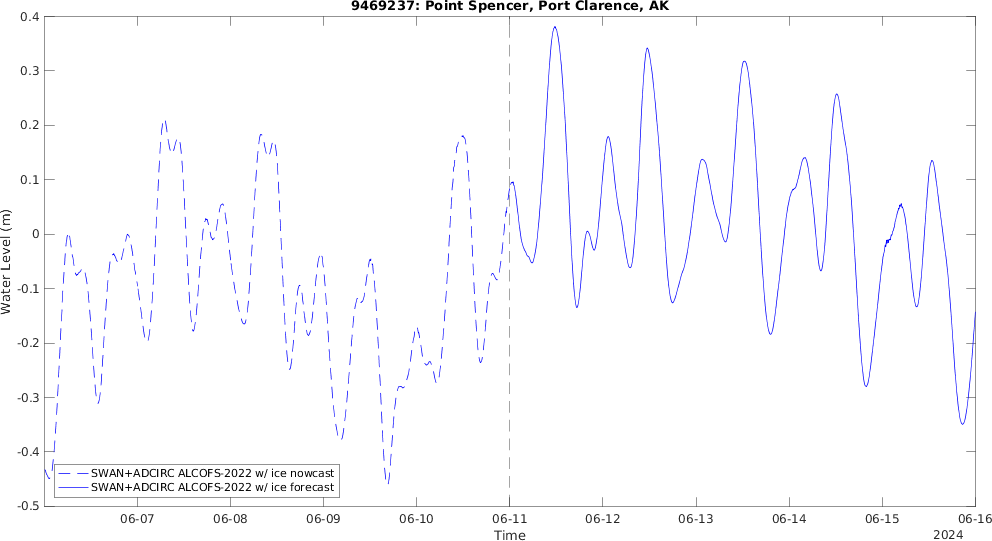 9469237: Point Spencer, Port Clarence, AK
0.4
0.3
0.2
0.1
0
-0.1
-0.2
-0.3
-0.4
-0.5
Water Level (m)
SWAN+ADCIRC ALCOFS-2022 w/ ice nowcast
SWAN+ADCIRC ALCOFS-2022 w/ ice forecast
06-07 06-08 06-09 06-10 06-11 06-12 06-13 06-14 06-15 06-16
Time
2024